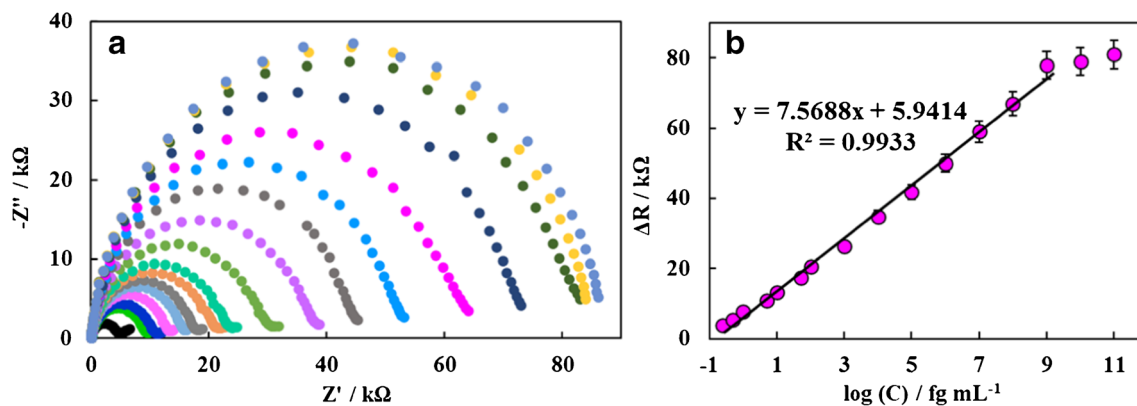 a
40
30
20
10
0
-Z'' / kΩ
0 20 40 60 80
Z' / kΩ
b
80
60
40
20
0
ΔR / kΩ
y = 7.5688x + 5.9414
R² = 0.9933
-1 1 3 5 7 9 11
log (C) / fg mL⁻¹